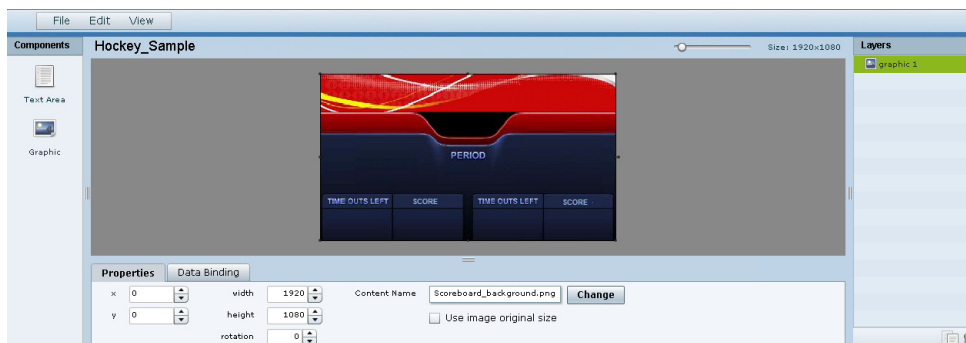 File Edit View
Components
Hockey_Sample
Size: 1920x1080
Layers
graphic 1
Text Area
Graphic
PERIOD
TIME OUTS LEFT SCORE TIME OUTS LEFT SCORE
Properties Data Binding
x 0 width 1920 Content Name Scoreboard_background.png Change
y 0 height 1080 Use image original size
rotation 0